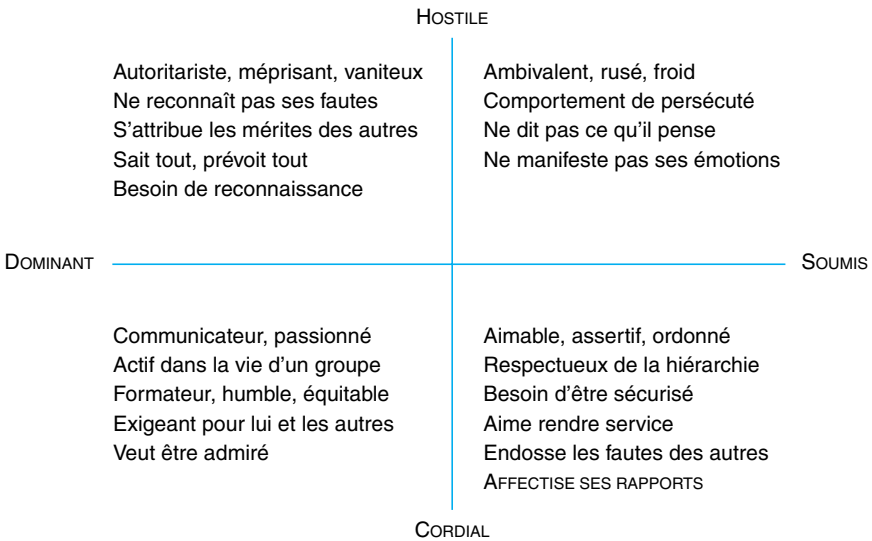 HOSTILE
Autoritariste, méprisant, vaniteux
Ne reconnaît pas ses fautes
S'attribue les mérites des autres
Sait tout, prévoit tout
Besoin de reconnaissance
Ambivalent, rusé, froid
Comportement de persécuté
Ne dit pas ce qu'il pense
Ne manifeste pas ses émotions
DOMINANT
SOUMIS
Communicateur, passionné
Actif dans la vie d'un groupe
Formateur, humble, équitable
Exigeant pour lui et les autres
Veut être admiré
Aimable, assertif, ordonné
Respectueux de la hiérarchie
Besoin d'être sécurisé
Aime rendre service
Endosse les fautes des autres
AFFECTISE SES RAPPORTS
CORDIAL